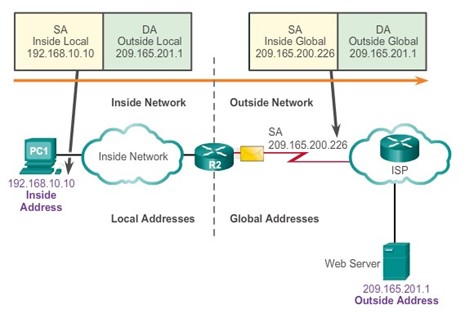 SA
Inside Local
192.168.10.10
DA
Outside Local
209.165.201.1
SA
Inside Global
209.165.200.226
DA
Outside Global
209.165.201.1
Inside Network
Outside Network
SA
209.165.200.226
PC1
Inside Network
R2
ISP
192.168.10.10
Inside
Address
Local Addresses
Global Addresses
Web Server
209.165.201.1
Outside Address